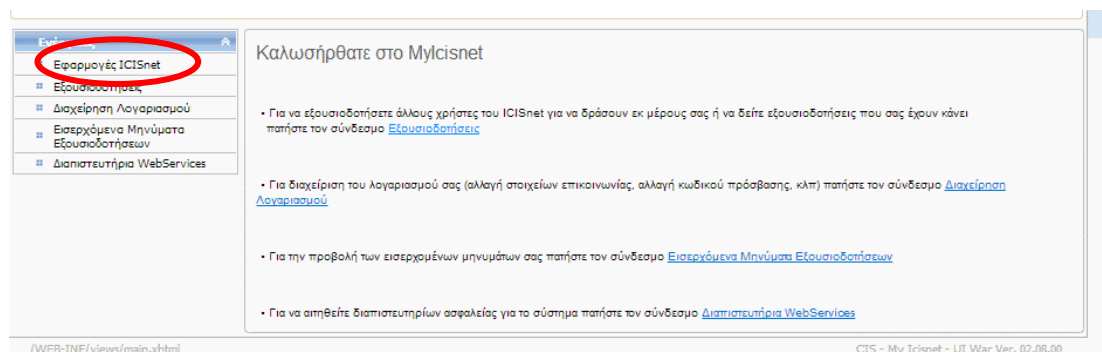 Εφαρμογές ICISnet
Εξουσιοδοτήσεις
Διαχείρηση Λογαριασμού
Εισερχόμενα Μηνύματα
Εξουσιοδοτήσεων
Διαπιστευτήρια WebServices
Καλωσήρθατε στο MyIcisnet
• Για να εξουσιοδοτήσετε άλλους χρήστες του ICISnet για να δράσουν εκ μέρους σας ή να δείτε εξουσιοδοτήσεις που σας έχουν κάνει
πατήστε τον σύνδεσμο Εξουσιοδοτήσεις
• Για διαχείριση του λογαριασμού σας (αλλαγή στοιχείων επικοινωνίας, αλλαγή κωδικού πρόσβασης, κλπ) πατήστε τον σύνδεσμο Διαχείρηση
Λογαριασμού
• Για την προβολή των εισερχομένων μηνυμάτων σας πατήστε τον σύνδεσμο Εισερχόμενα Μηνύματα Εξουσιοδοτήσεων
• Για να αιτηθείτε διαπιστευτηρίων ασφαλείας για το σύστημα πατήστε τον σύνδεσμο Διαπιστευτήρια WebServices
/WEB-INF/views/main.xhtml
CIS - My Icisnet - UI War Ver. 02.08.00